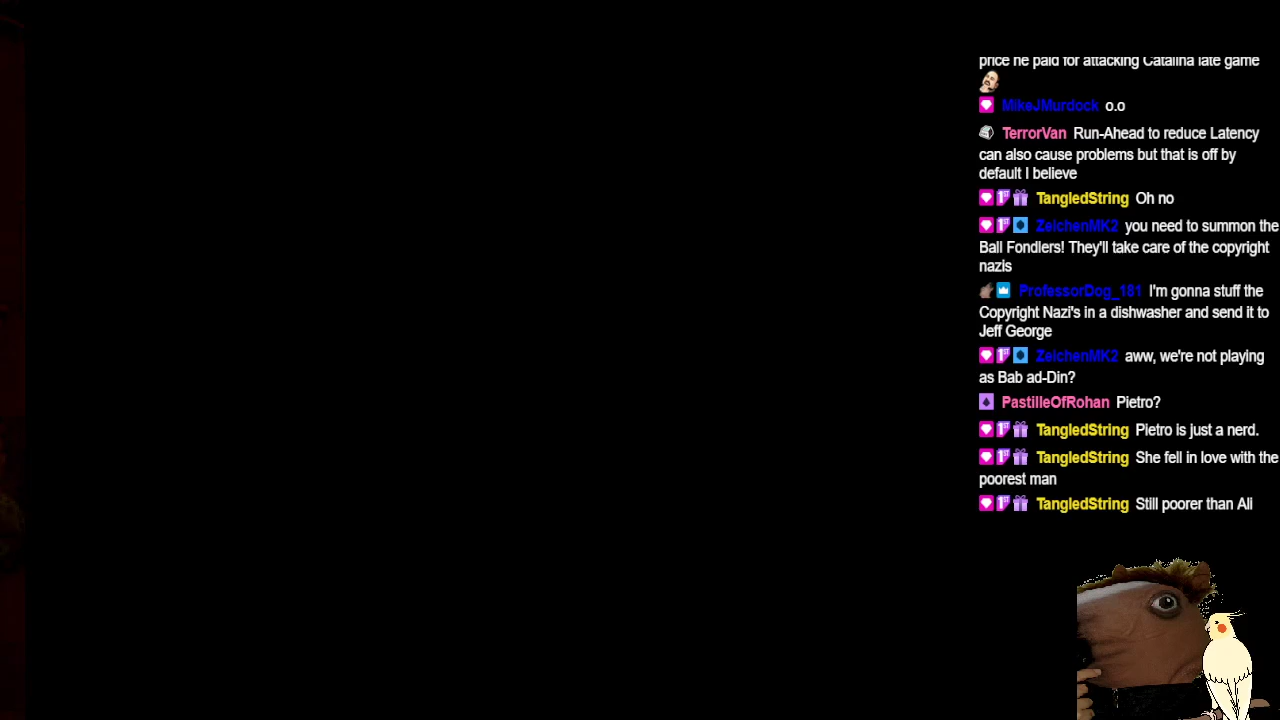 price he paid for attacking Catalina late game
MikeJMurdock o.o
TerrorVan Run-Ahead to reduce Latency
can also cause problems but that is off by
default I believe
TangledString Oh no
ZeichenMK2 you need to summon the
Ball Fondlers! They'll take care of the copyright
nazis
ProfessorDog_181 I'm gonna stuff the
Copyright Nazi's in a dishwasher and send it to
Jeff George
ZeichenMK2 aww, we're not playing
as Bab ad-Din?
PastilleOfRohan Pietro?
TangledString Pietro is just a nerd.
TangledString She fell in love with the
poorest man
TangledString Still poorer than Ali